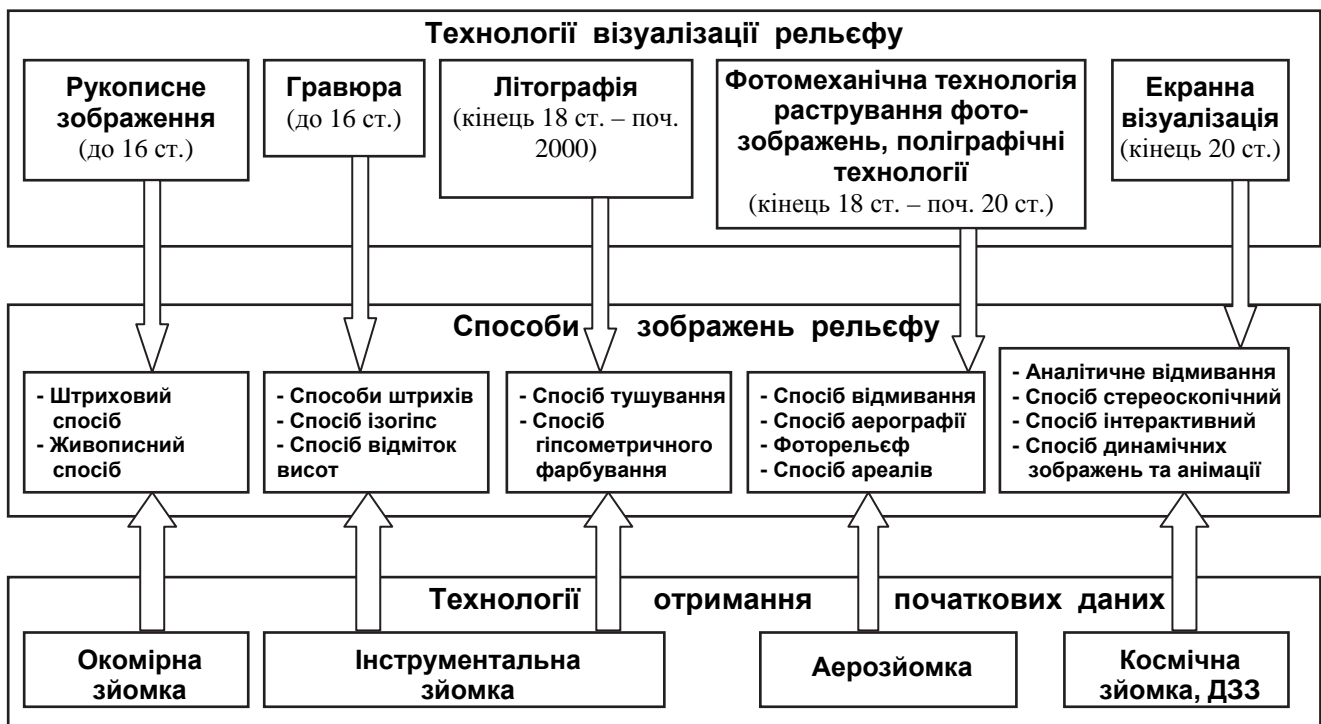 Технології візуалізації рельєфу
Рукописне
зображення
(до 16 ст.)
Гравюра
(до 16 ст.)
Літографія
(кінець 18 ст. – поч.
2000)
Фотомеханічна технологія
растрування фото-
зображень, поліграфічні
технології
(кінець 18 ст. – поч. 20 ст.)
Екранна
візуалізація
(кінець 20 ст.)
Способи зображень рельєфу
- Штриховий
спосіб
- Живописний
спосіб
- Способи штрихів
- Спосіб ізогіпс
- Спосіб відміток
висот
- Спосіб тушування
- Спосіб
гіпсометричного
фарбування
- Спосіб відмивання
- Спосіб аерографії
- Фоторельєф
- Спосіб ареалів
- Аналітичне відмивання
- Спосіб стереоскопічний
- Спосіб інтерактивний
- Спосіб динамічних
зображень та анімації
Технології отримання початкових даних
Окомірна
зйомка
Інструментальна
зйомка
Аерозйомка
Космічна
зйомка, ДЗЗ